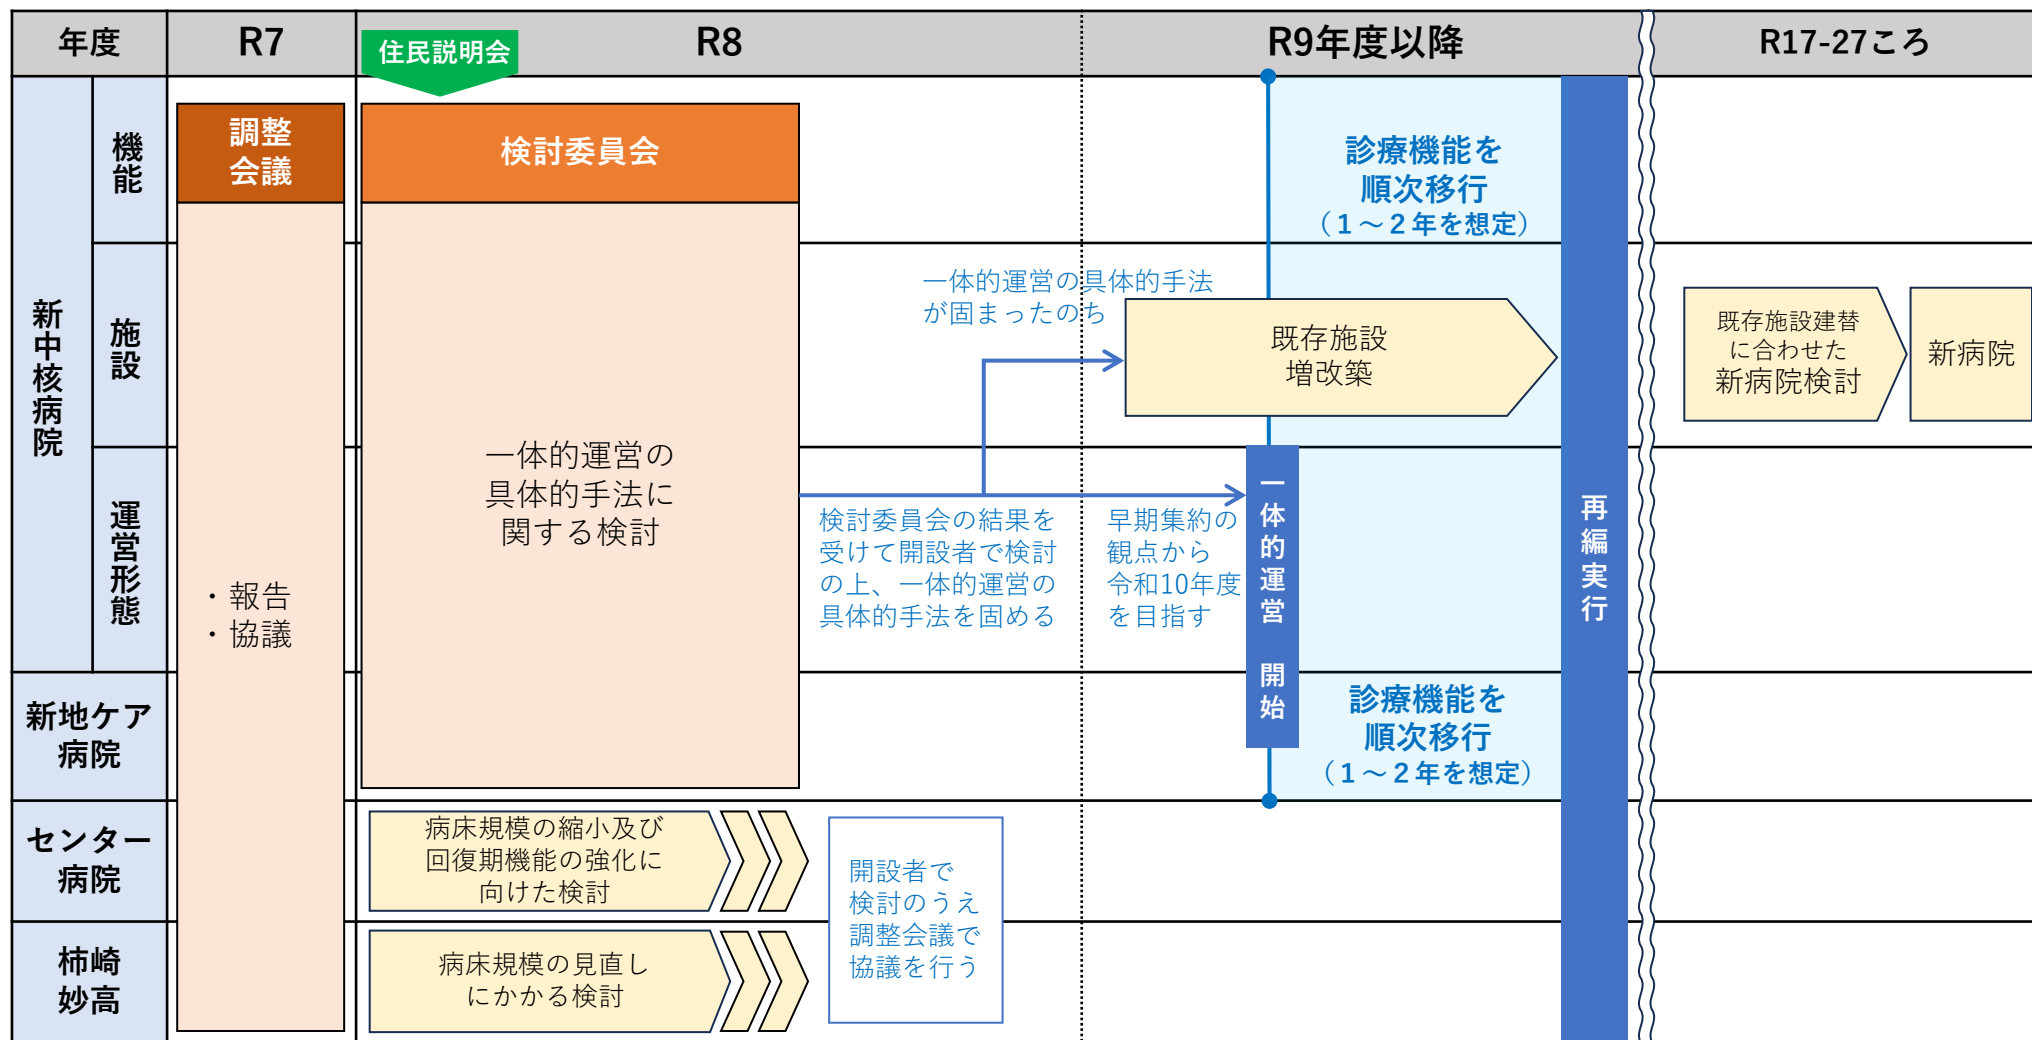 年度
R7
住民説明会
R8
R9年度以降
R17-27ころ
新中核病院
機能
施設
運営形態
新地ケア
病院
センター
病院
柿崎
妙高
調整
会議
・報告
・協議
検討委員会
一体的運営の
具体的手法に
関する検討
診療機能を
順次移行
（１～２年を想定）
一体的運営の具体的手法
が固まったのち
既存施設
増改築
検討委員会の結果を
受けて開設者で検討
の上、一体的運営の
具体的手法を固める
早期集約の
観点から
令和10年度
を目指す
一体的運営 開始
診療機能を
順次移行
（１～２年を想定）
再編実行
既存施設建替
に合わせた
新病院検討
新病院
病床規模の縮小及び
回復期機能の強化に
向けた検討
病床規模の見直し
にかかる検討
開設者で
検討のうえ
調整会議で
協議を行う